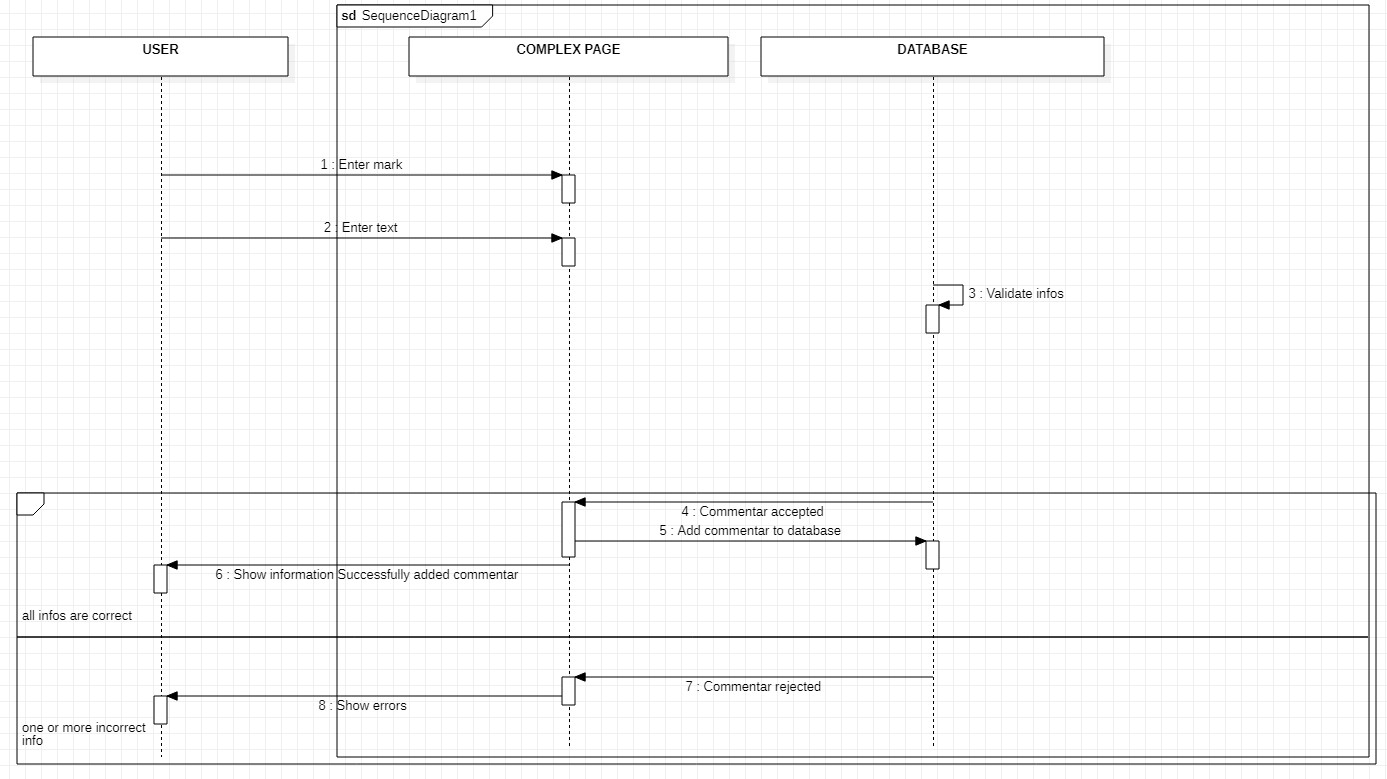 sd SequenceDiagram1
USER
COMPLEX PAGE
DATABASE
1 : Enter mark
2 : Enter text
3 : Validate infos
4 : Commentar accepted
5 : Add commentar to database
6 : Show information Successfully added commentar
all infos are correct
7 : Commentar rejected
8 : Show errors
one or more incorrect
info